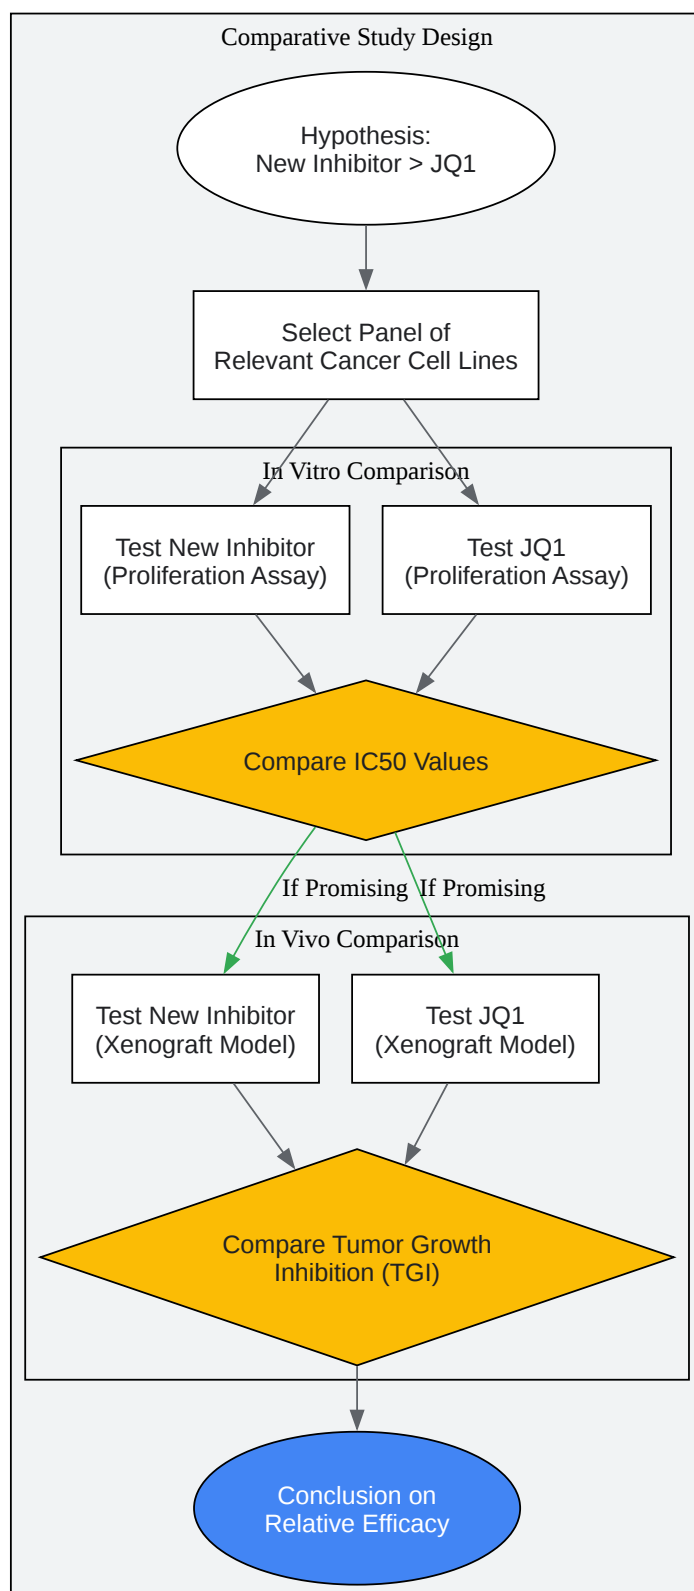 Comparative Study Design
Hypothesis:
New Inhibitor > JQ1
Select Panel of
Relevant Cancer Cell Lines
In Vitro Comparison
Test New Inhibitor
(Proliferation Assay)
Test JQ1
(Proliferation Assay)
Compare IC50 Values
If Promising
If Promising
In Vivo Comparison
Test New Inhibitor
(Xenograft Model)
Test JQ1
(Xenograft Model)
Compare Tumor Growth
Inhibition (TGI)
Conclusion on
Relative Efficacy